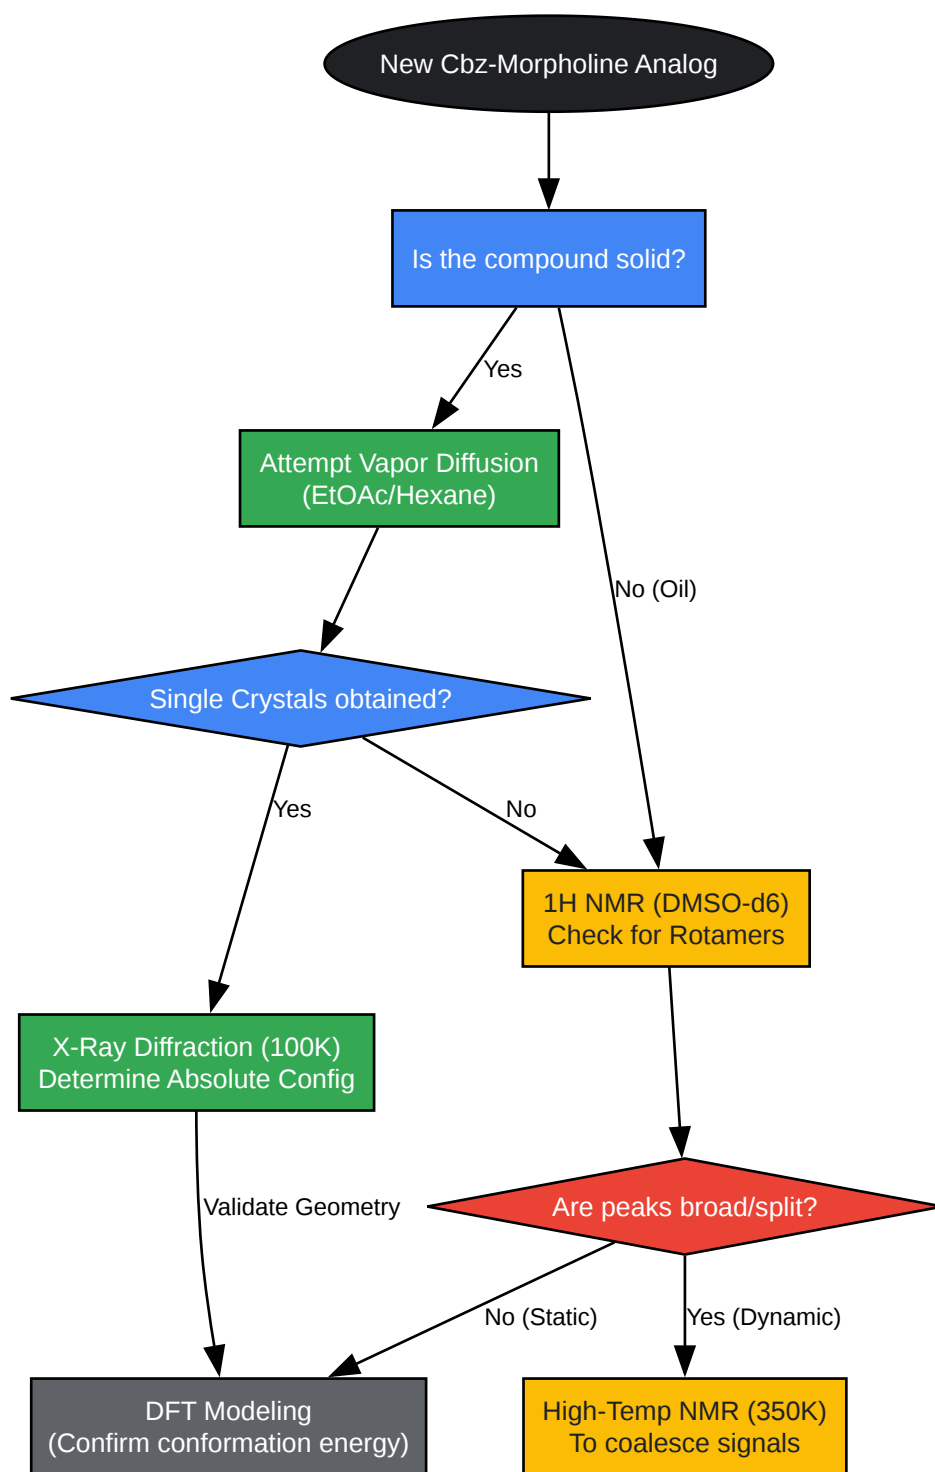 New Cbz-Morpholine Analog
Is the compound solid?
Yes
Attempt Vapor Diffusion
(EtOAc/Hexane)
No (Oil)
Single Crystals obtained?
Yes
No
1H NMR (DMSO-d6)
Check for Rotamers
X-Ray Diffraction (100K)
Determine Absolute Config
Validate Geometry
Are peaks broad/split?
No (Static)
Yes (Dynamic)
DFT Modeling
(Confirm conformation energy)
High-Temp NMR (350K)
To coalesce signals